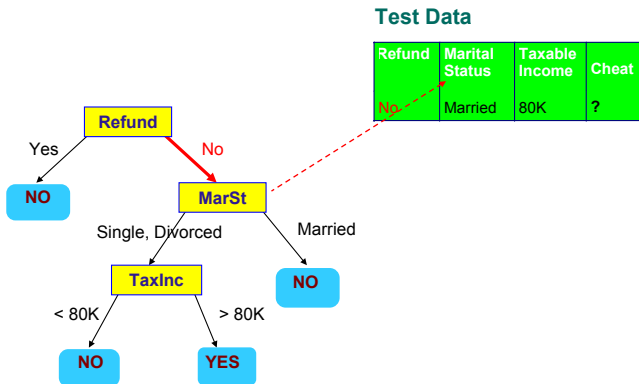 Test Data
Refund Marital Status Taxable Income Cheat
No Married 80K ?
Refund
Yes No
NO MarSt
Single, Divorced Married
TaxInc NO
< 80K > 80K
NO YES